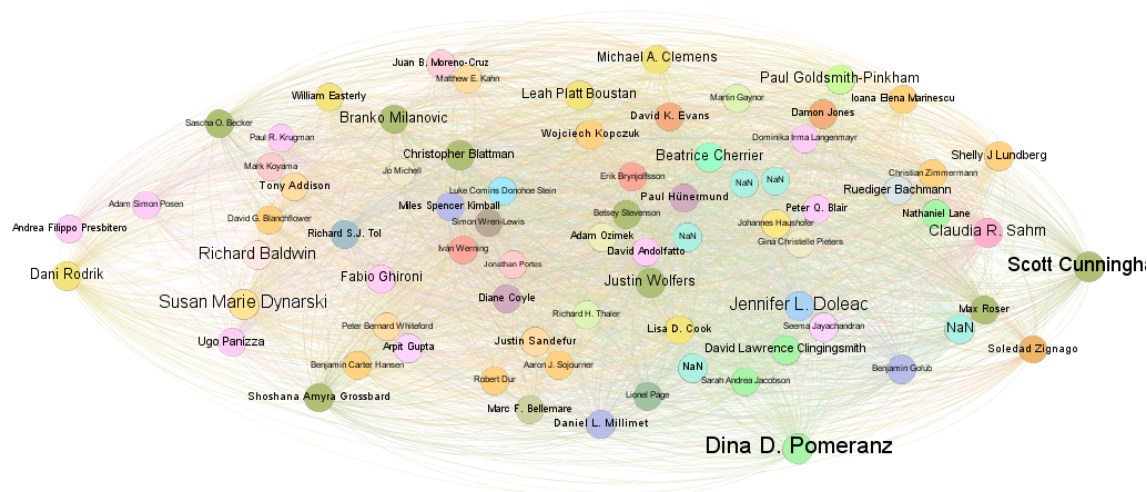 Michael A. Clemens
Juan B. Moreno-Cruz
Matthew E. Kahn
Paul Goldsmith-Pinkham
William Easterly
Leah Platt Boustan
Martin Gaynor
Ioana Elena Marinescu
Sascha O. Becker
Branko Milanovic
David K. Evans
Damon Jones
Paul R. Krugman
Wojciech Kopczuk
Dominika Irma Langenmayr
Christopher Blattman
Beatrice Cherrier
Shelly J Lundberg
Mark Koyama
Jo Michell
Christian Zimmermann
Tony Addison
Luke Comins Donohoe Stein
Erik Brynjolfsson
NaN
NaN
Ruediger Bachmann
Adam Simon Posen
Miles Spencer Kimball
Paul Hünermund
Peter Q. Blair
Nathaniel Lane
David G. Blanchflower
Simon Wren-Lewis
Betsey Stevenson
Johannes Haushofer
Andrea Filippo Presbitero
Richard S.J. Tol
Adam Ozimek
NaN
Claudia R. Sahm
Gina Christelle Pieters
Richard Baldwin
Iván Werning
David Andolfatto
Jonathan Portes
Scott Cunningha
Dani Rodrik
Fabio Ghironi
Justin Wolfers
Susan Marie Dynarski
Diane Coyle
Jennifer L. Doleac
Max Roser
Richard H. Thaler
Peter Bernard Whiteford
Lisa D. Cook
Seema Jayachandran
NaN
Ugo Panizza
Arpit Gupta
Justin Sandefur
David Lawrence Clingingsmith
Soledad Zignago
Benjamin Carter Hansen
Aaron J. Sojourner
NaN
Benjamin Golub
Robert Dur
Sarah Andrea Jacobson
Shoshana Amyra Grossbard
Lionel Page
Marc F. Bellemare
Daniel L. Millimet
Dina D. Pomeranz